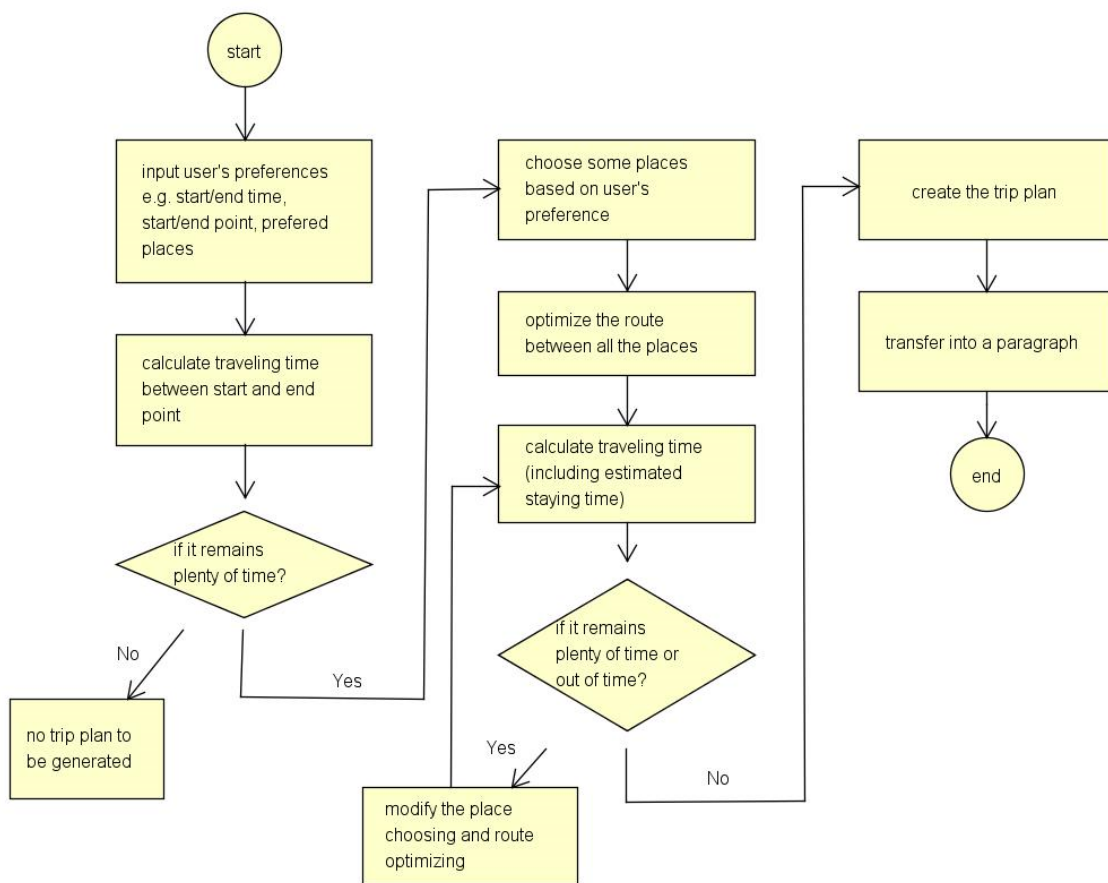 start
input user's preferences
e.g. start/end time,
start/end point, prefered
places
calculate traveling time
between start and end
point
if it remains
plenty of time?
No
Yes
no trip plan to
be generated
choose some places
based on user's
preference
optimize the route
between all the places
calculate traveling time
(including estimated
staying time)
if it remains
plenty of time or
out of time?
Yes
No
modify the place
choosing and route
optimizing
create the trip plan
transfer into a paragraph
end